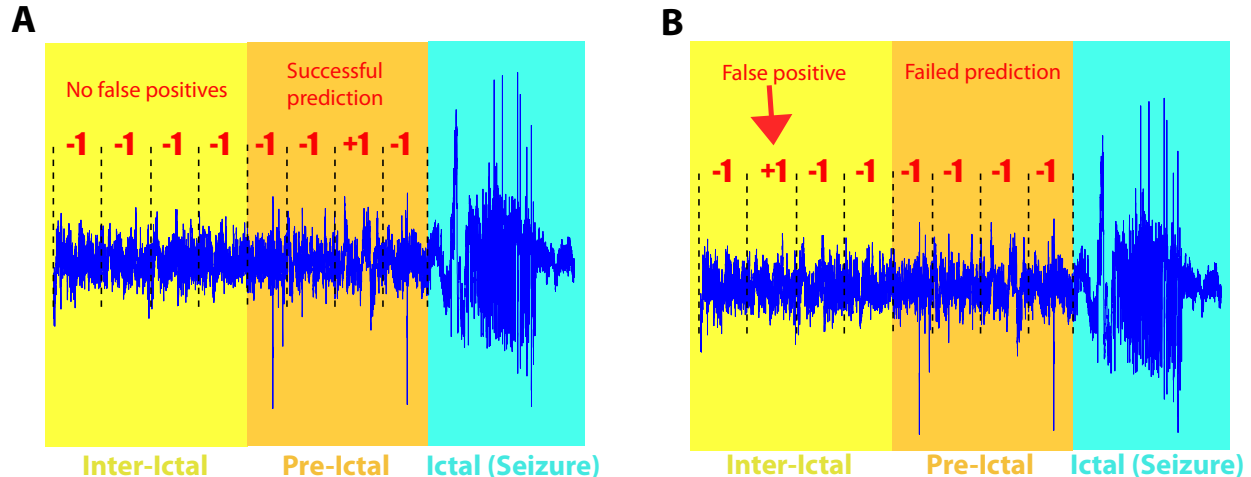 A
No false positives
Successful
prediction
-1 -1 -1 -1 -1 -1 +1 -1
Inter-Ictal Pre-Ictal Ictal (Seizure)
B
False positive
Failed prediction
-1 +1 -1 -1 -1 -1 -1 -1
Inter-Ictal Pre-Ictal Ictal (Seizure)